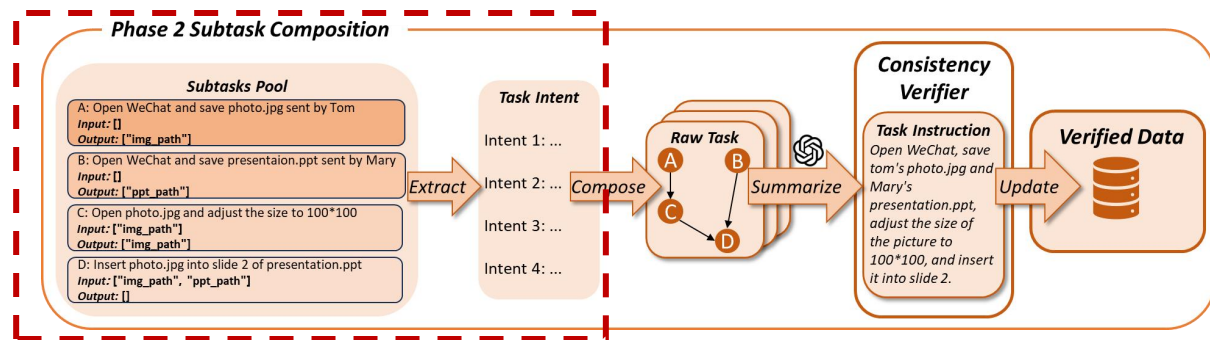 Phase 2 Subtask Composition
Subtasks Pool
A: Open WeChat and save photo.jpg sent by Tom
Input: []
Output: ["img_path"]
B: Open WeChat and save presentaion.ppt sent by Mary
Input: []
Output: ["ppt_path"]
C: Open photo.jpg and adjust the size to 100*100
Input: ["img_path"]
Output: ["img_path"]
D: Insert photo.jpg into slide 2 of presentation.ppt
Input: ["img_path", "ppt_path"]
Output: []
Extract
Task Intent
Intent 1: ...
Intent 2: ...
Intent 3: ...
Intent 4: ...
Compose
Raw Task
A
B
C
D
Summarize
Consistency
Verifier
Task Instruction
Open WeChat, save
tom's photo.jpg and
Mary's
presentation.ppt,
adjust the size of
the picture to
100*100, and insert
it into slide 2.
Update
Verified Data